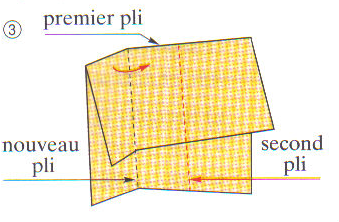 ③
premier pli
nouveau
pli
second
pli